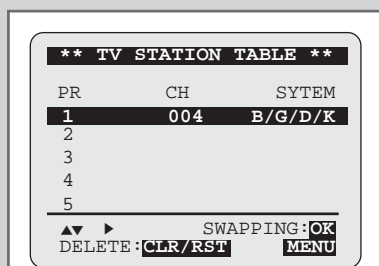 ** TV STATION TABLE **
PR CH SYTEM
1 004 B/G/D/K
2
3
4
5
▲▼ ▶ SWAPPING:OK
DELETE:CLR/RST MENU